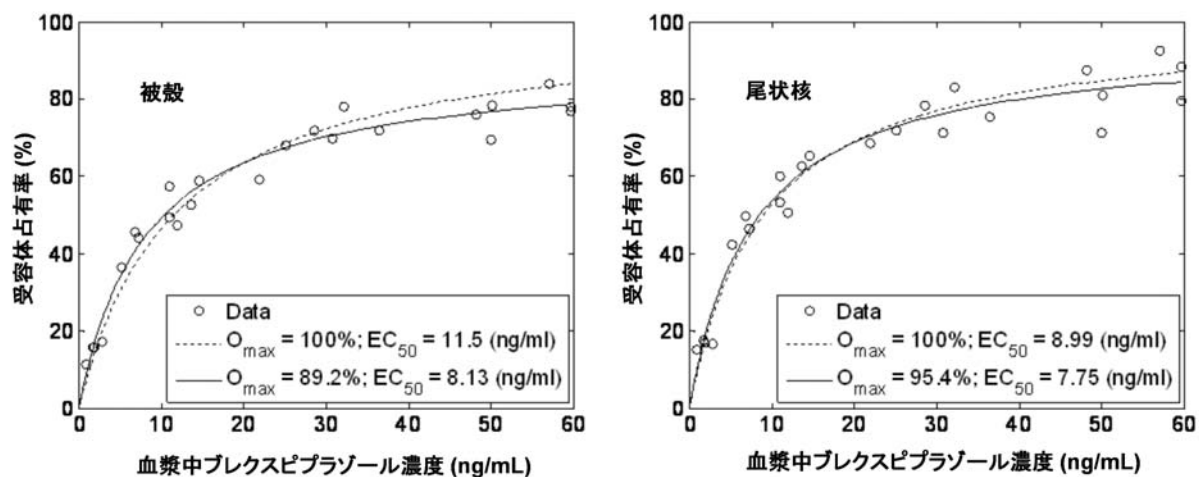 100
80
60
40
20
0
受容体占有率 (%)
被殻
Data
Omax = 100%; EC50 = 11.5 (ng/ml)
Omax = 89.2%; EC50 = 8.13 (ng/ml)
0 10 20 30 40 50 60
血漿中ブレクスピプラゾール濃度 (ng/mL)
100
80
60
40
20
0
受容体占有率 (%)
尾状核
Data
Omax = 100%; EC50 = 8.99 (ng/ml)
Omax = 95.4%; EC50 = 7.75 (ng/ml)
0 10 20 30 40 50 60
血漿中ブレクスピプラゾール濃度 (ng/mL)